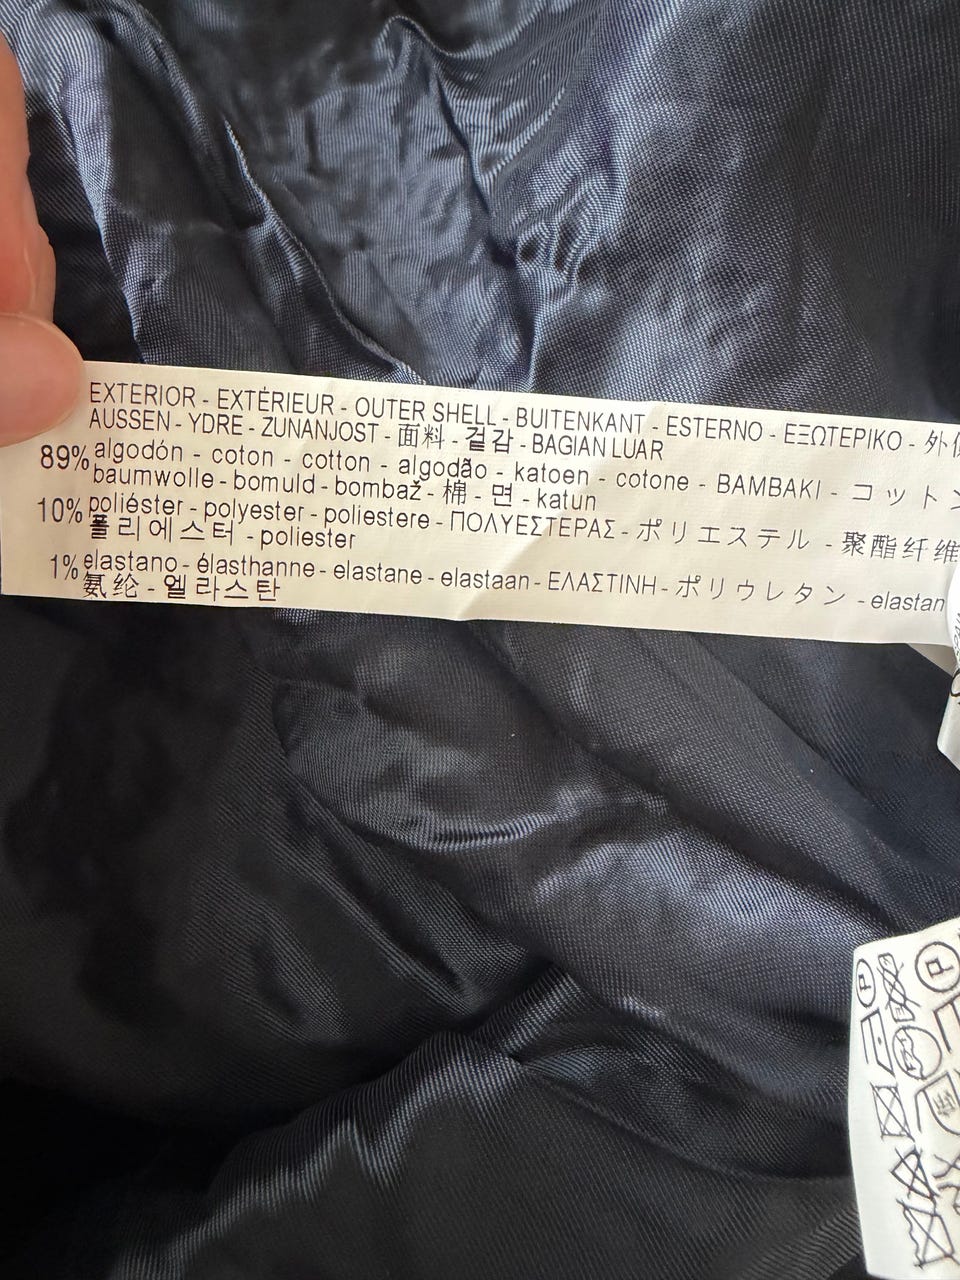 EXTERIOR - EXTÉRIEUR - OUTER SHELL - BUITENKANT - ESTERNO - ΕΞΩΤΕΡΙΚΟ - 外
AUSSEN - YDRE - ZUNANJOST - 面料 - 겉감 - BAGIAN LUAR
89% algodón - coton - cotton - algodão - katoen - cotone - BAMBAKI - コットン
baumwolle - bomuld - bombaž - 棉 - 면 - katun
10% poliéster - polyester - poliestere - ΠΟΛΥΕΣΤΕΡΑΣ - ポリエステル - 聚酯纤维
폴리에스터 - poliester
1% elastano - élasthanne - elastane - elastaan - ΕΛΑΣΤΙΝΗ - ポリウレタン - elastan
氨纶 - 엘라스탄